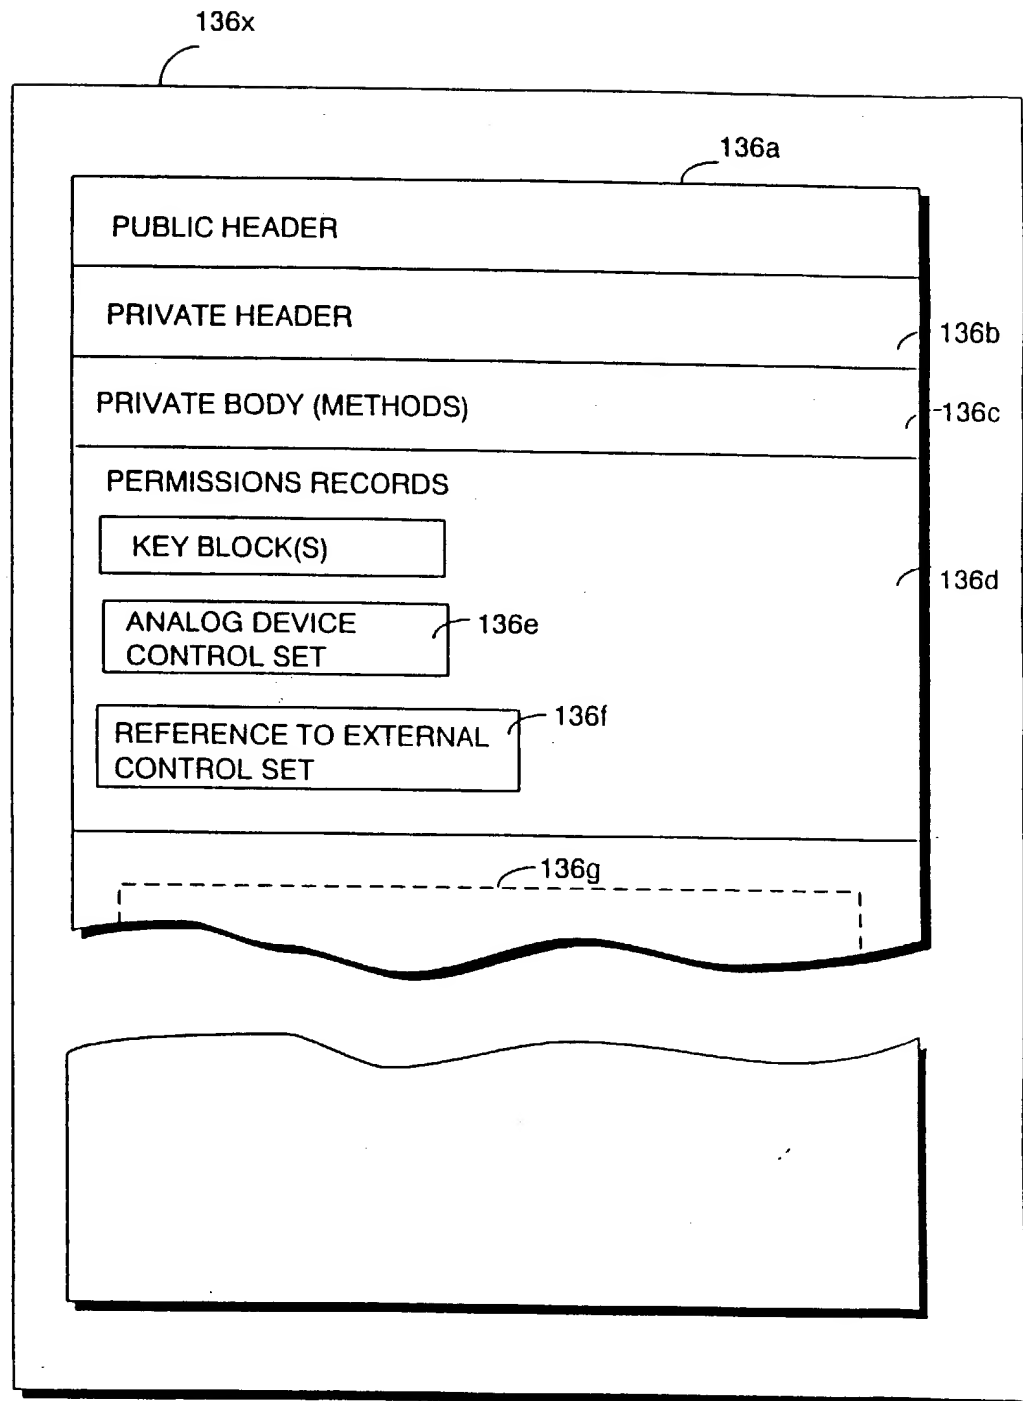 136x
136a
PUBLIC HEADER
PRIVATE HEADER
136b
PRIVATE BODY (METHODS)
136c
PERMISSIONS RECORDS
KEY BLOCK(S)
136d
ANALOG DEVICE
CONTROL SET
136e
REFERENCE TO EXTERNAL
CONTROL SET
136f
136g